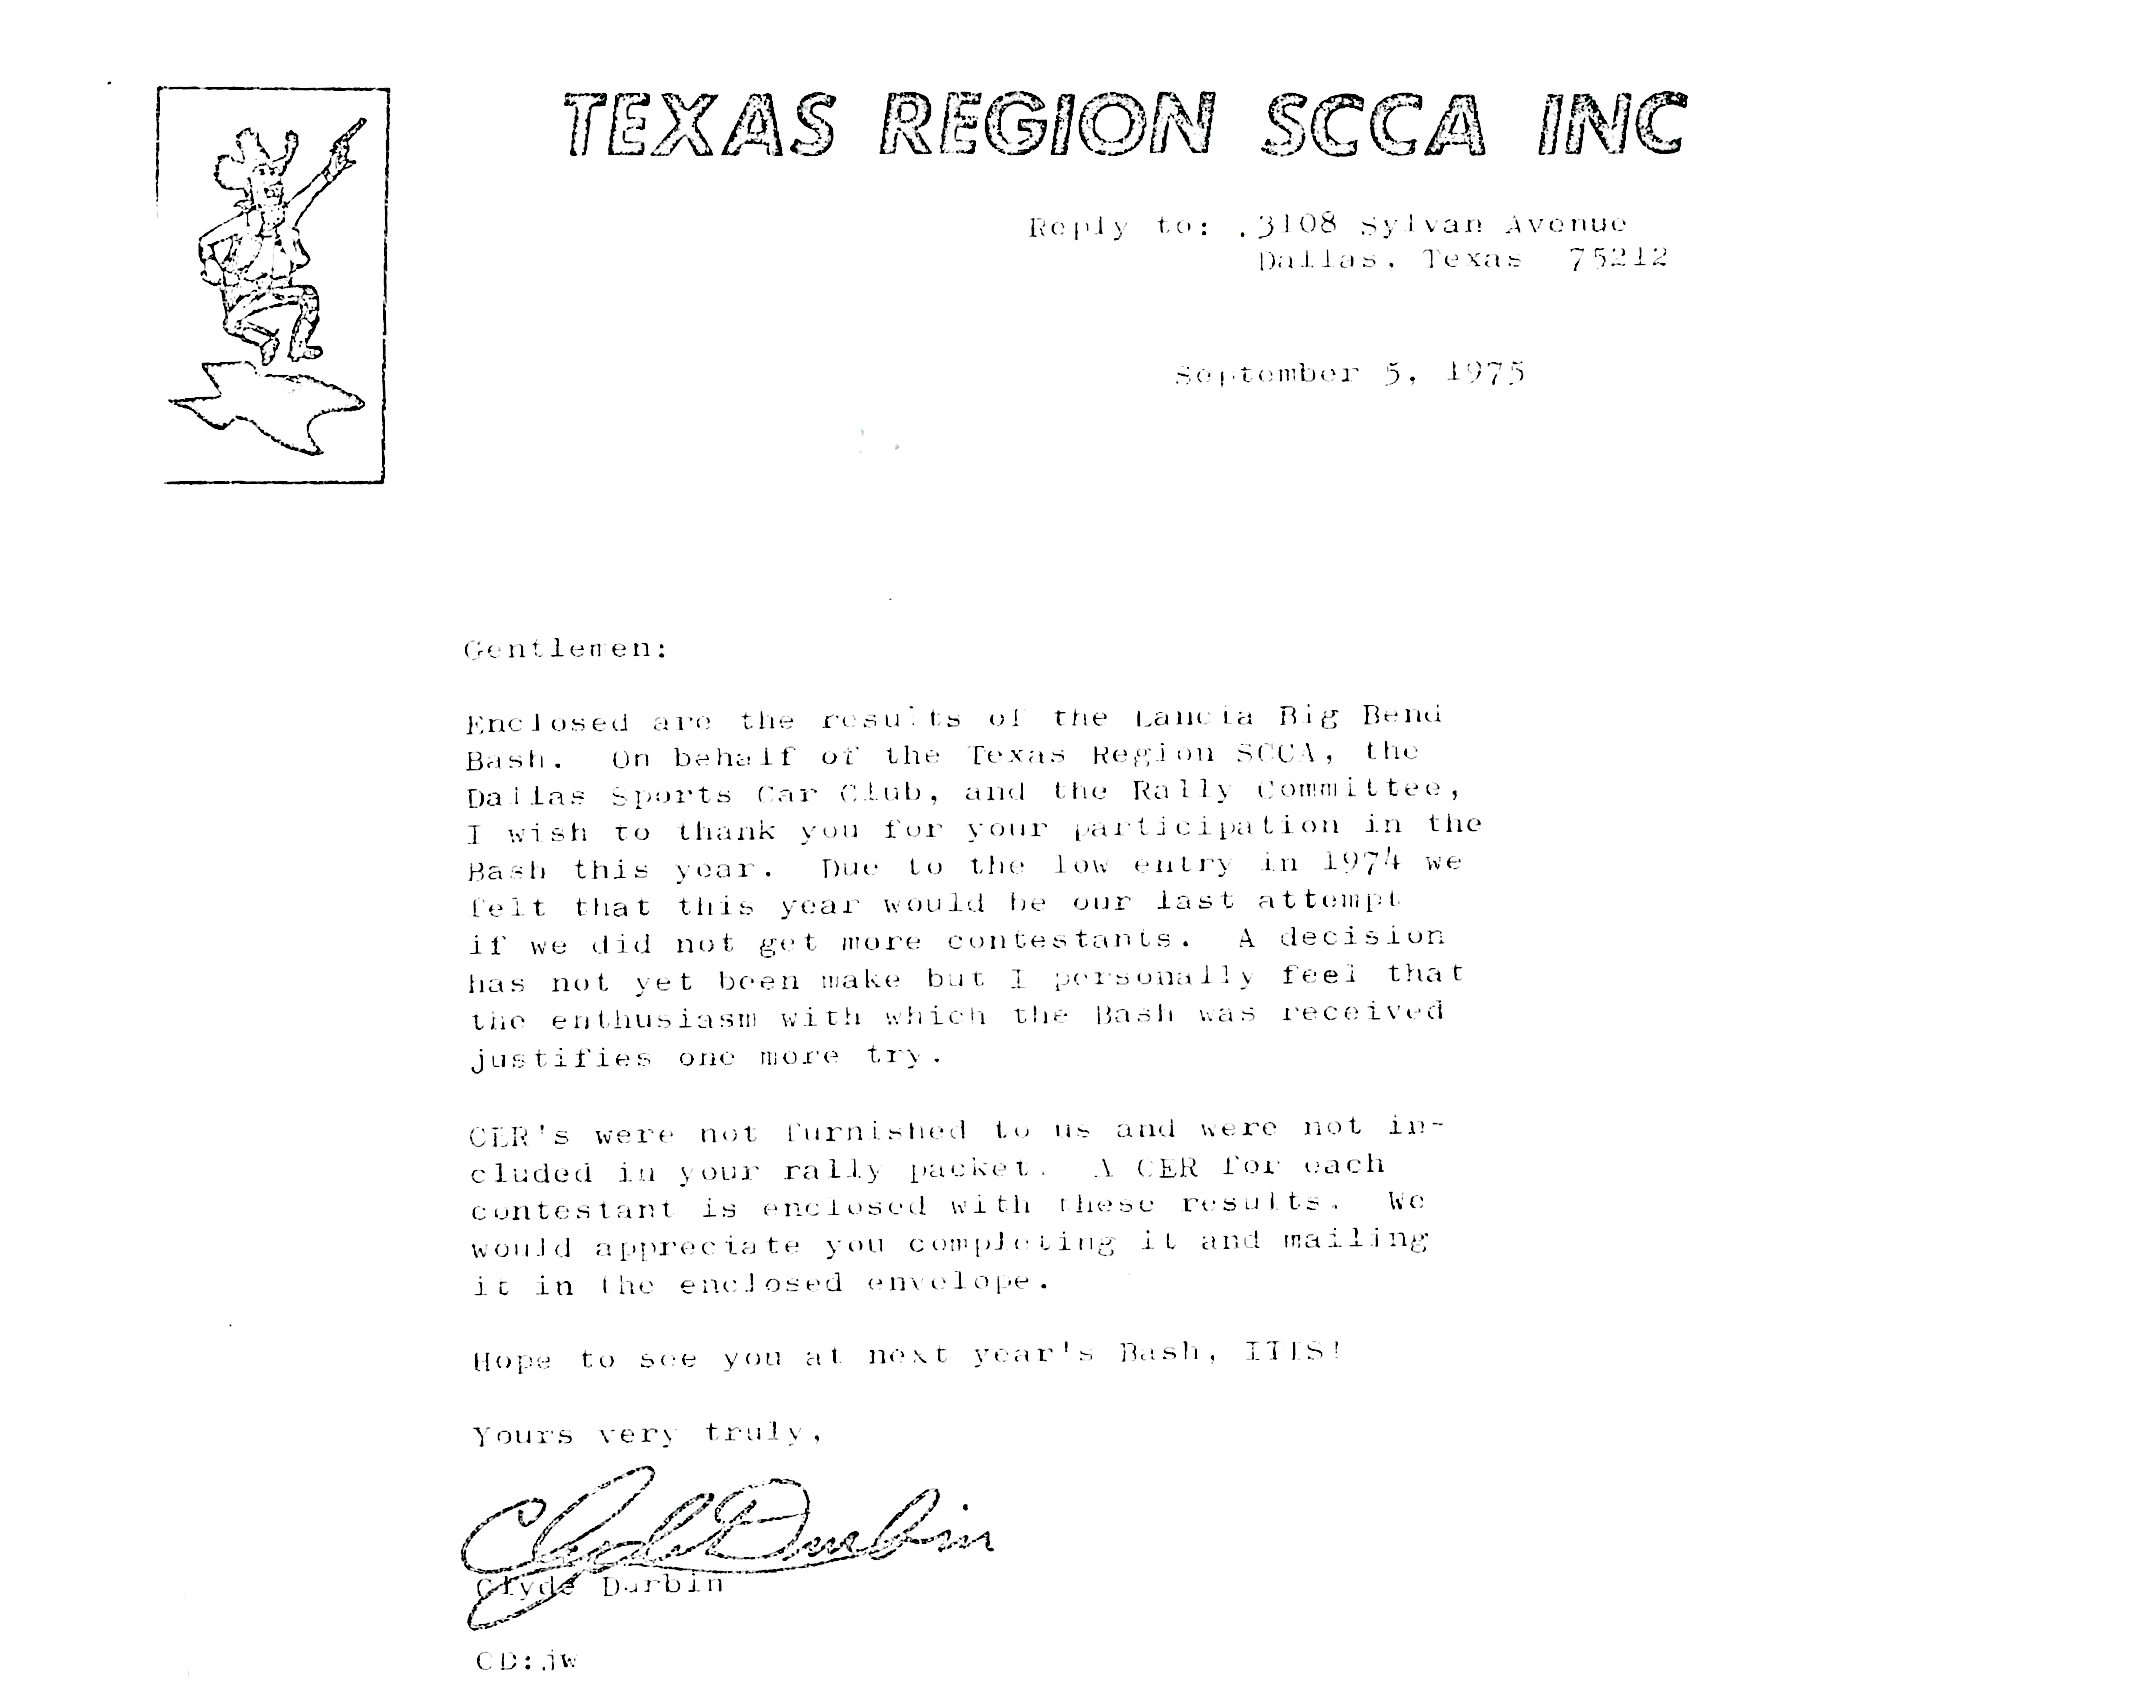 TEXAS REGION SCCA INC
Reply to: 3108 Sylvan Avenue
Dallas, Texas 75212
September 5, 1975
Gentlemen:
Enclosed are the results of the Lancia Big Bend
Bash. On behalf of the Texas Region SCCA, the
Dallas Sports Car Club, and the Rally Committee,
I wish to thank you for your participation in the
Bash this year. Due to the low entry in 1974 we
felt that this year would be our last attempt
if we did not get more contestants. A decision
has not yet been make but I personally feel that
the enthusiasm with which the Bash was received
justifies one more try.
CER's were not furnished to us and were not in-
cluded in your rally packet. A CER for each
contestant is enclosed with these results. We
would appreciate you completing it and mailing
it in the enclosed envelope.
Hope to see you at next year's Bash, ITIS!
Yours very truly,
Clyde Durbin
Clyde Durbin
CD:jw